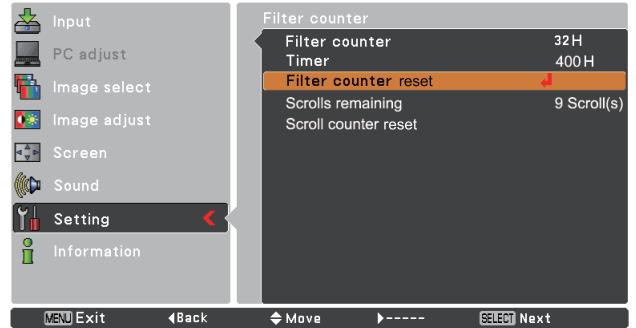 Input
PC adjust
Image select
Image adjust
Screen
Sound
Setting
Information
Filter counter
Filter counter 32H
Timer 400H
Filter counter reset
Scrolls remaining 9 Scroll(s)
Scroll counter reset
MENU Exit Back Move ----- SELECT Next